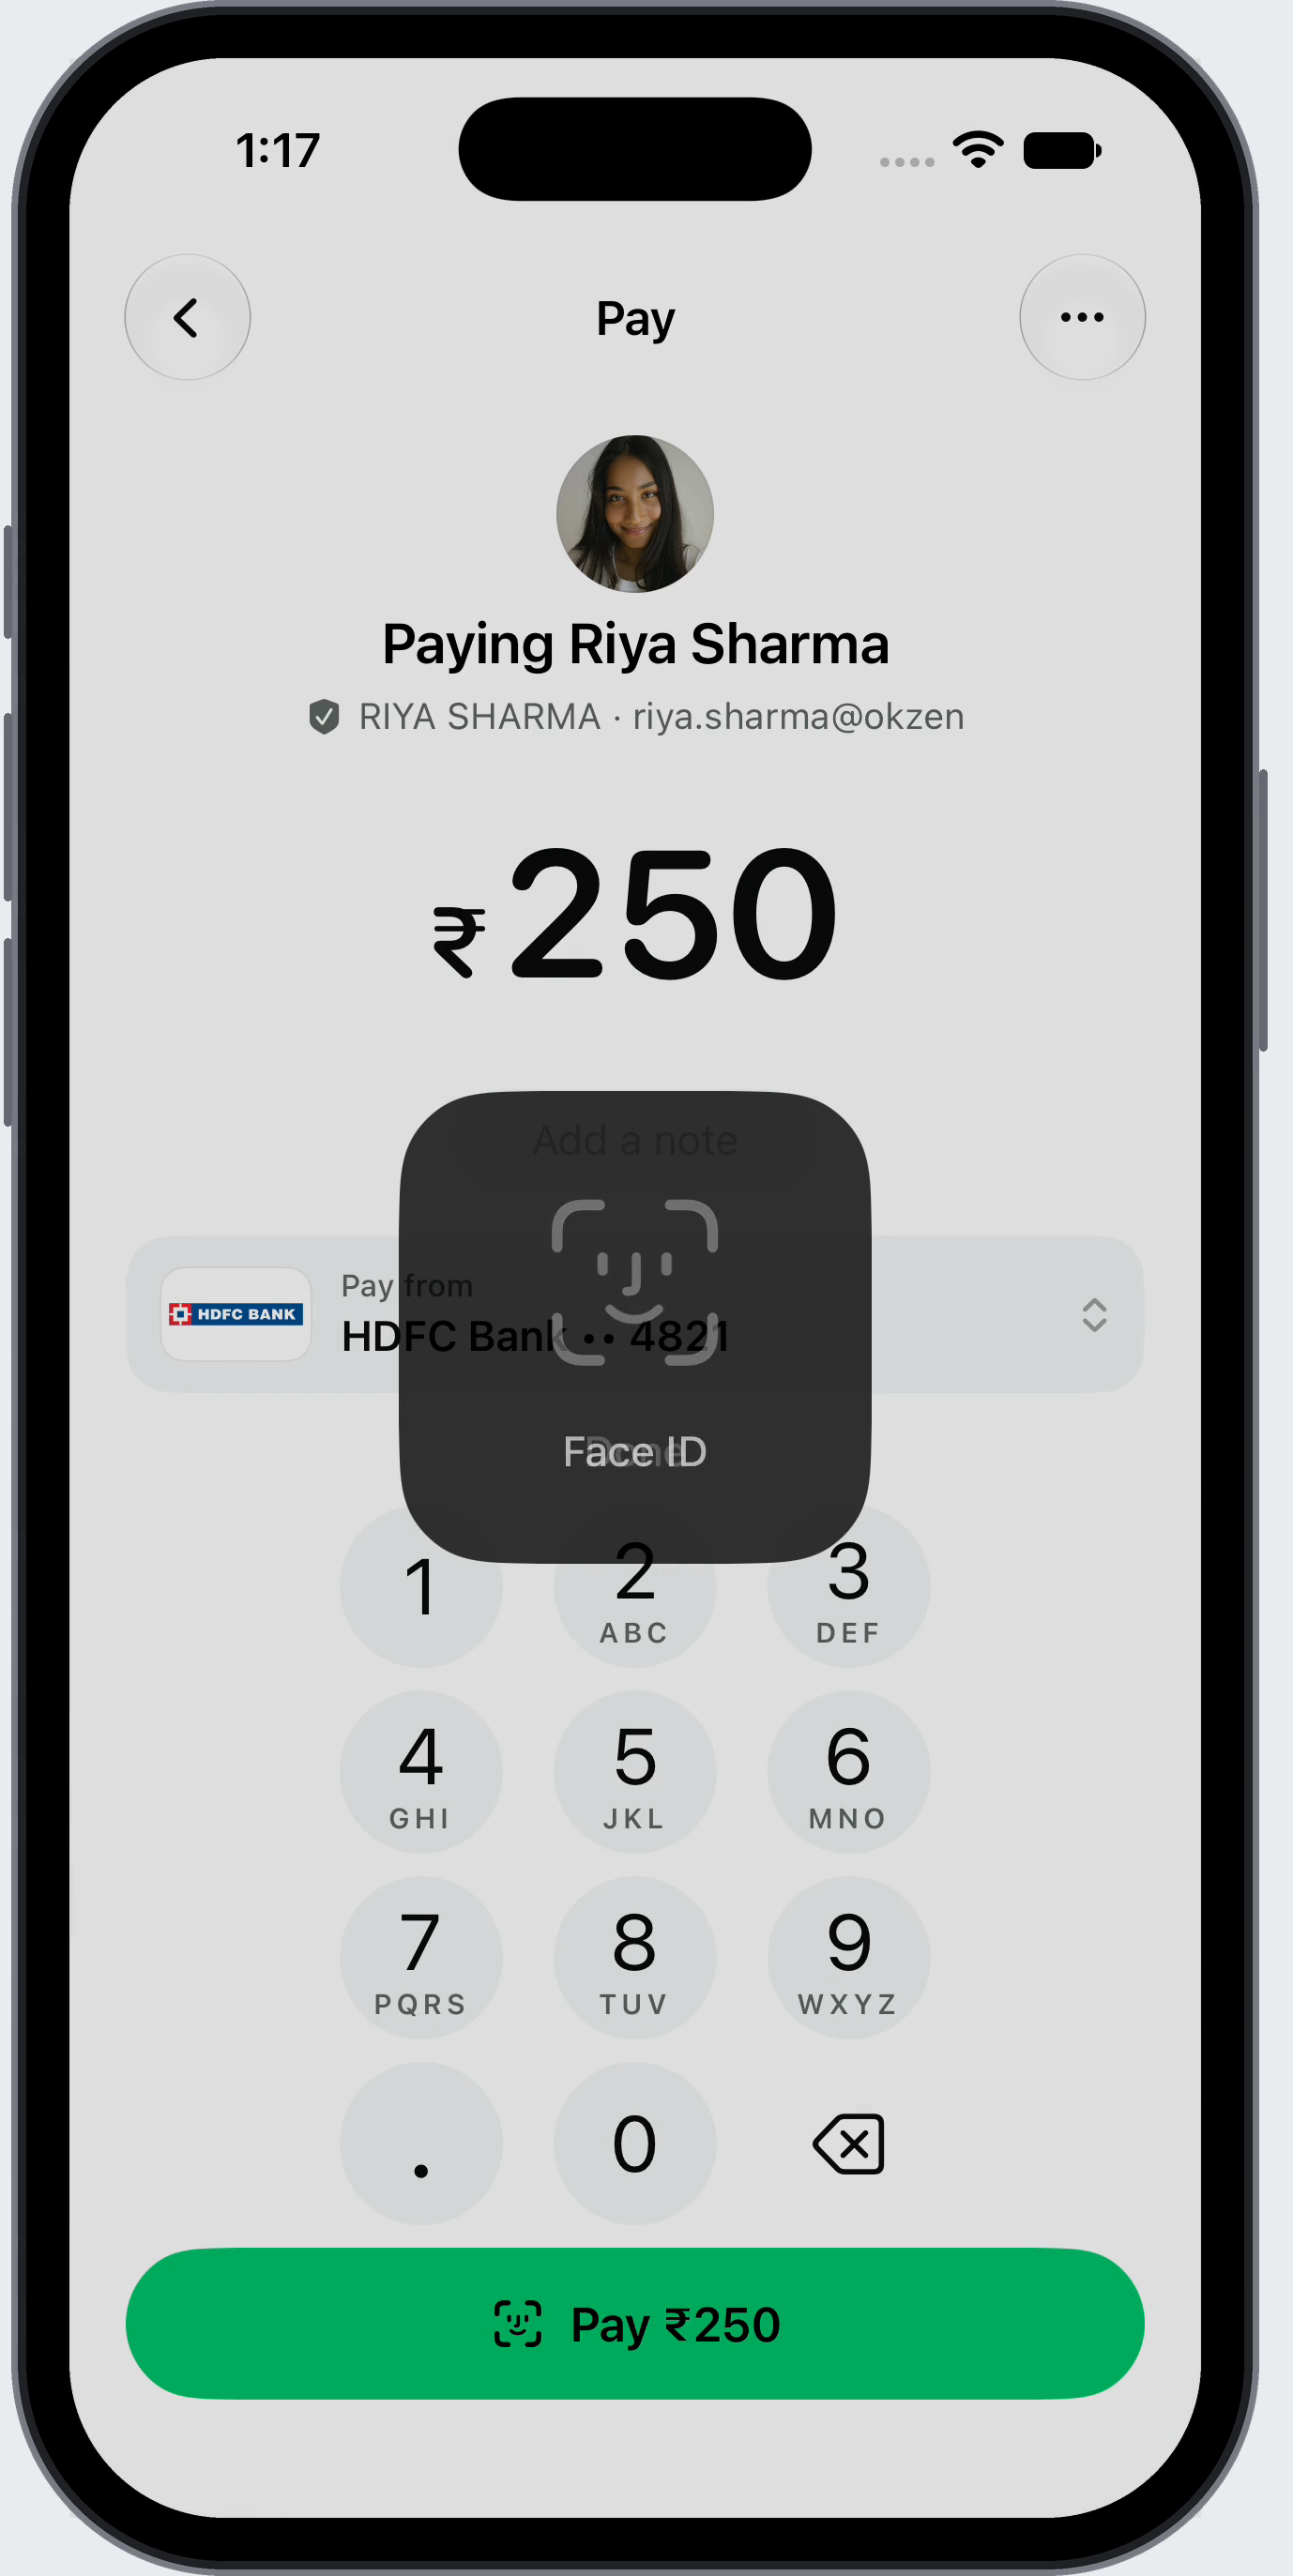 1:17
Pay
Paying Riya Sharma
RIYA SHARMA · riya.sharma@okzen
₹250
Add a note
HDFC BANK
Pay from
HDFC Bank •• 4821
Face ID
Done
1
2
3
ABC
DEF
4
5
6
GHI
JKL
MNO
7
8
9
PQRS
TUV
WXYZ
.
0
Pay ₹250